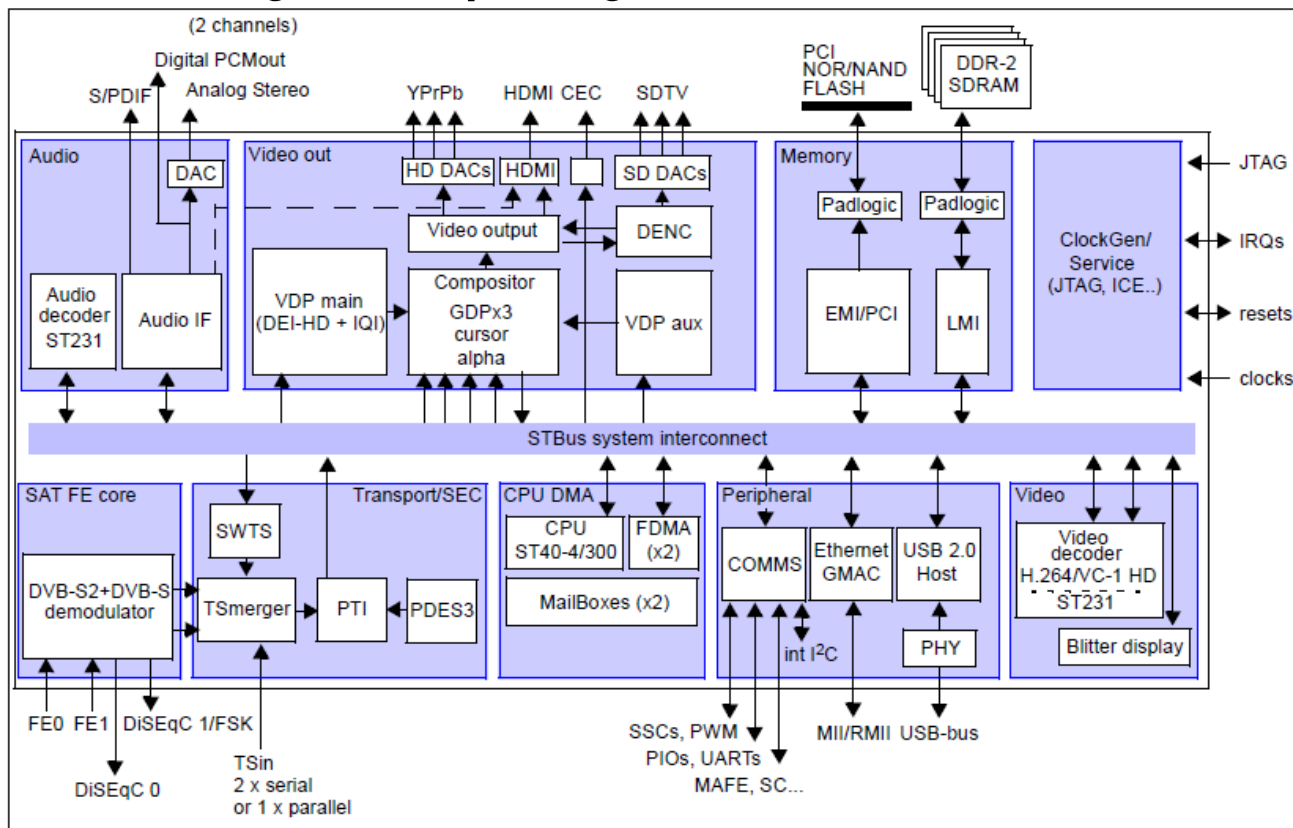 (2 channels)
Digital PCMout
S/PDIF
Analog Stereo
YPrPb
HDMI
CEC
SDTV
PCI
NOR/NAND
FLASH
DDR-2
SDRAM
Audio
DAC
Audio
decoder
ST231
Audio IF
Video out
HD DACs
HDMI
SD DACs
Video output
DENC
VDP main
(DEI-HD + IQI)
Compositor
GDPx3
cursor
alpha
VDP aux
Memory
Padlogic
Padlogic
EMI/PCI
LMI
ClockGen/
Service
(JTAG, ICE..)
JTAG
IRQs
resets
clocks
STBus system interconnect
SAT FE core
DVB-S2+DVB-S
demodulator
Transport/SEC
SWTS
TSmerger
PTI
PDES3
CPU DMA
CPU
ST40-4/300
FDMA
(x2)
MailBoxes (x2)
Peripheral
COMMS
Ethernet
GMAC
USB 2.0
Host
int I²C
PHY
Video
Video
decoder
H.264/VC-1 HD
ST231
Blitter display
FE0
FE1
DiSEqC 1/FSK
DiSEqC 0
TSin
2 x serial
or 1 x parallel
SSCs, PWM
PIOs, UARTs
MAFE, SC...
MII/RMII
USB-bus